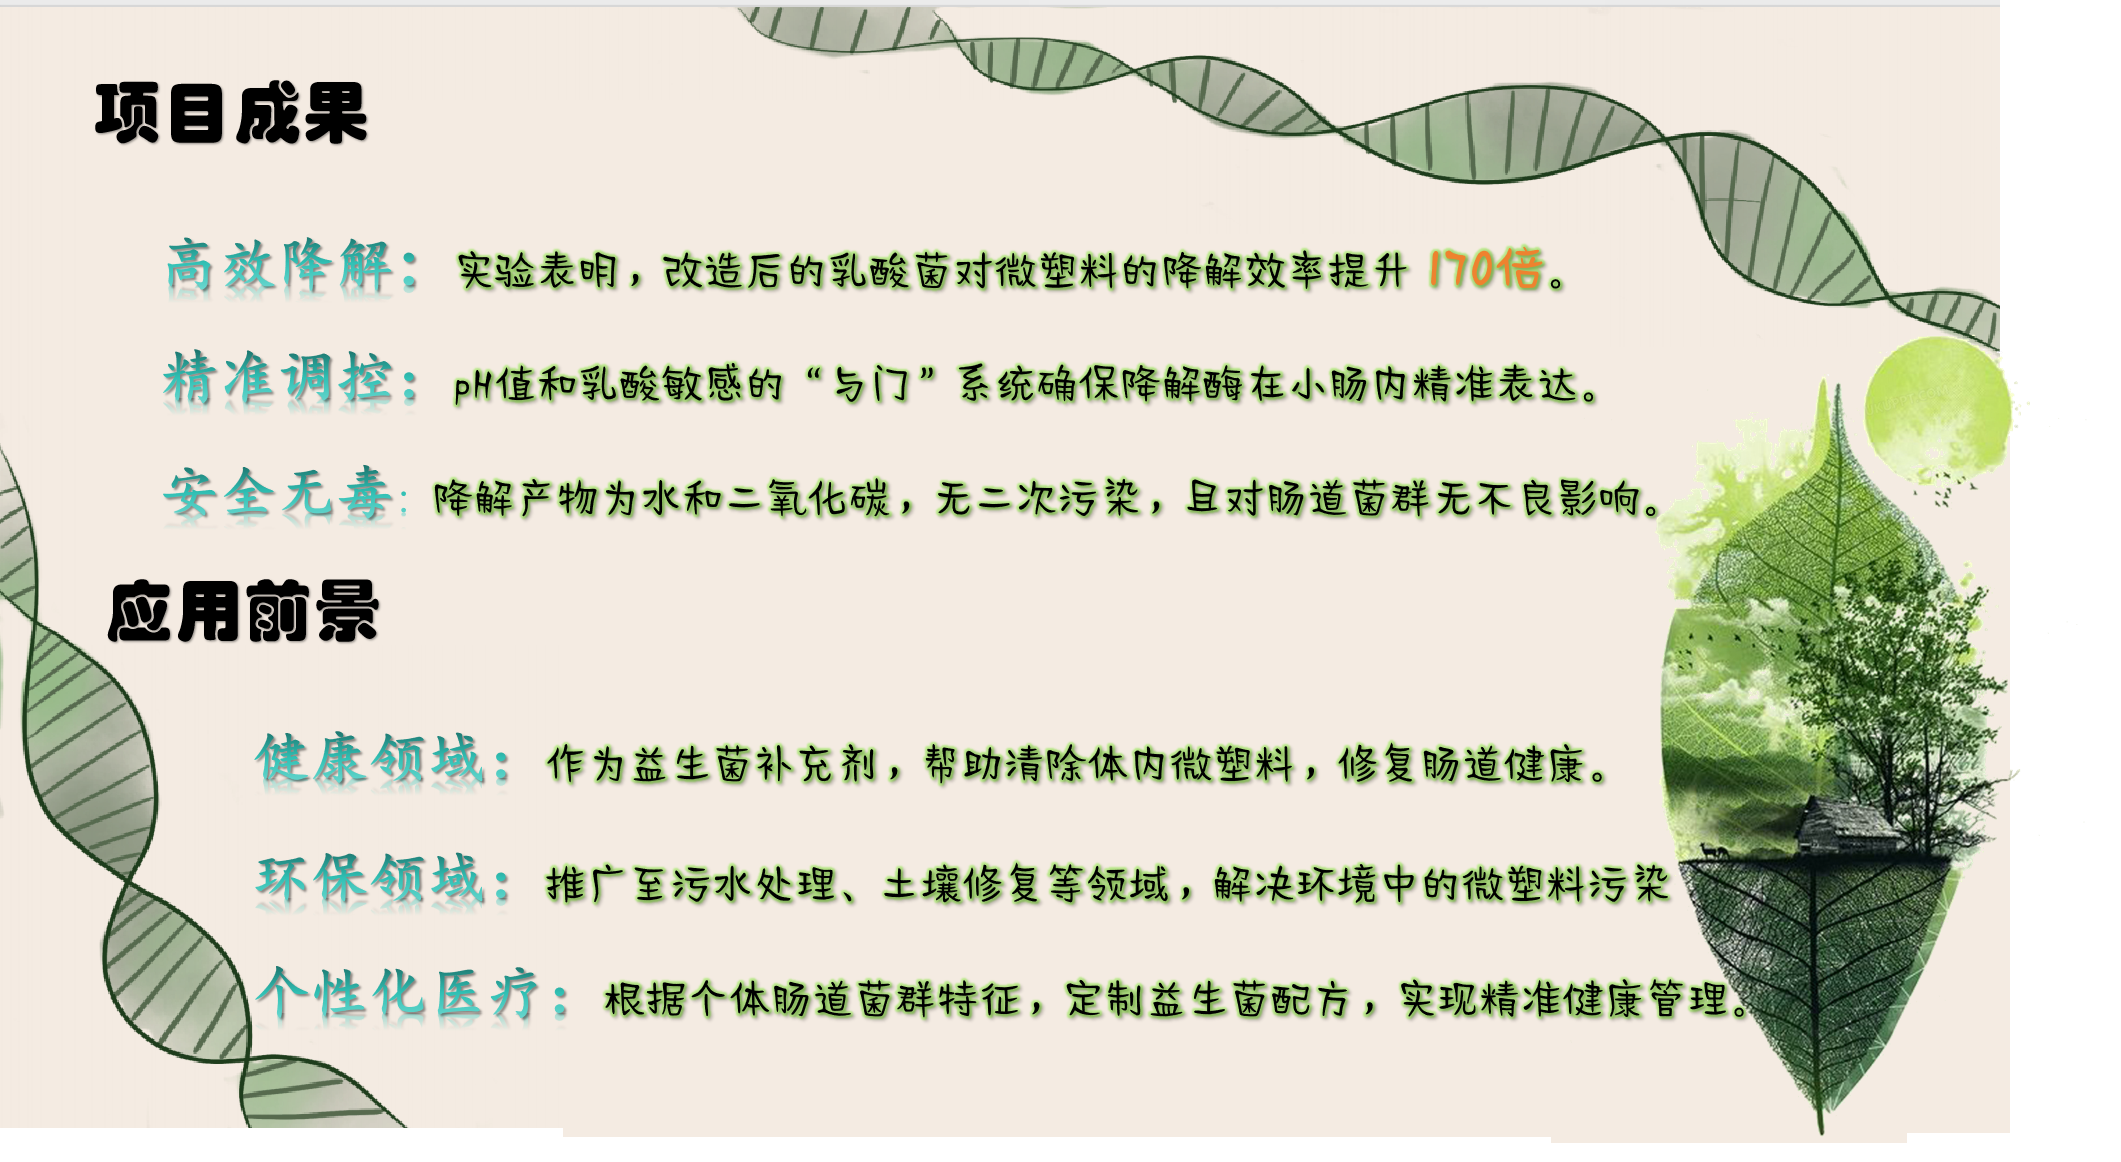 项目成果
高效降解：实验表明，改造后的乳酸菌对微塑料的降解效率提升 170倍。
精准调控：pH值和乳酸敏感的“与门”系统确保降解酶在小肠内精准表达。
安全无毒：降解产物为水和二氧化碳，无二次污染，且对肠道菌群无不良影响。
应用前景
健康领域：作为益生菌补充剂，帮助清除体内微塑料，修复肠道健康。
环保领域：推广至污水处理、土壤修复等领域，解决环境中的微塑料污染
个性化医疗：根据个体肠道菌群特征，定制益生菌配方，实现精准健康管理。